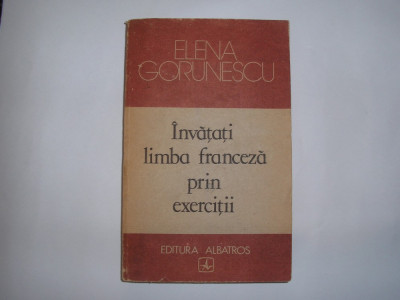 ELENA
GORUNESCU
Învățați
limba franceză
prin
exerciții
EDITURA ALBATROS